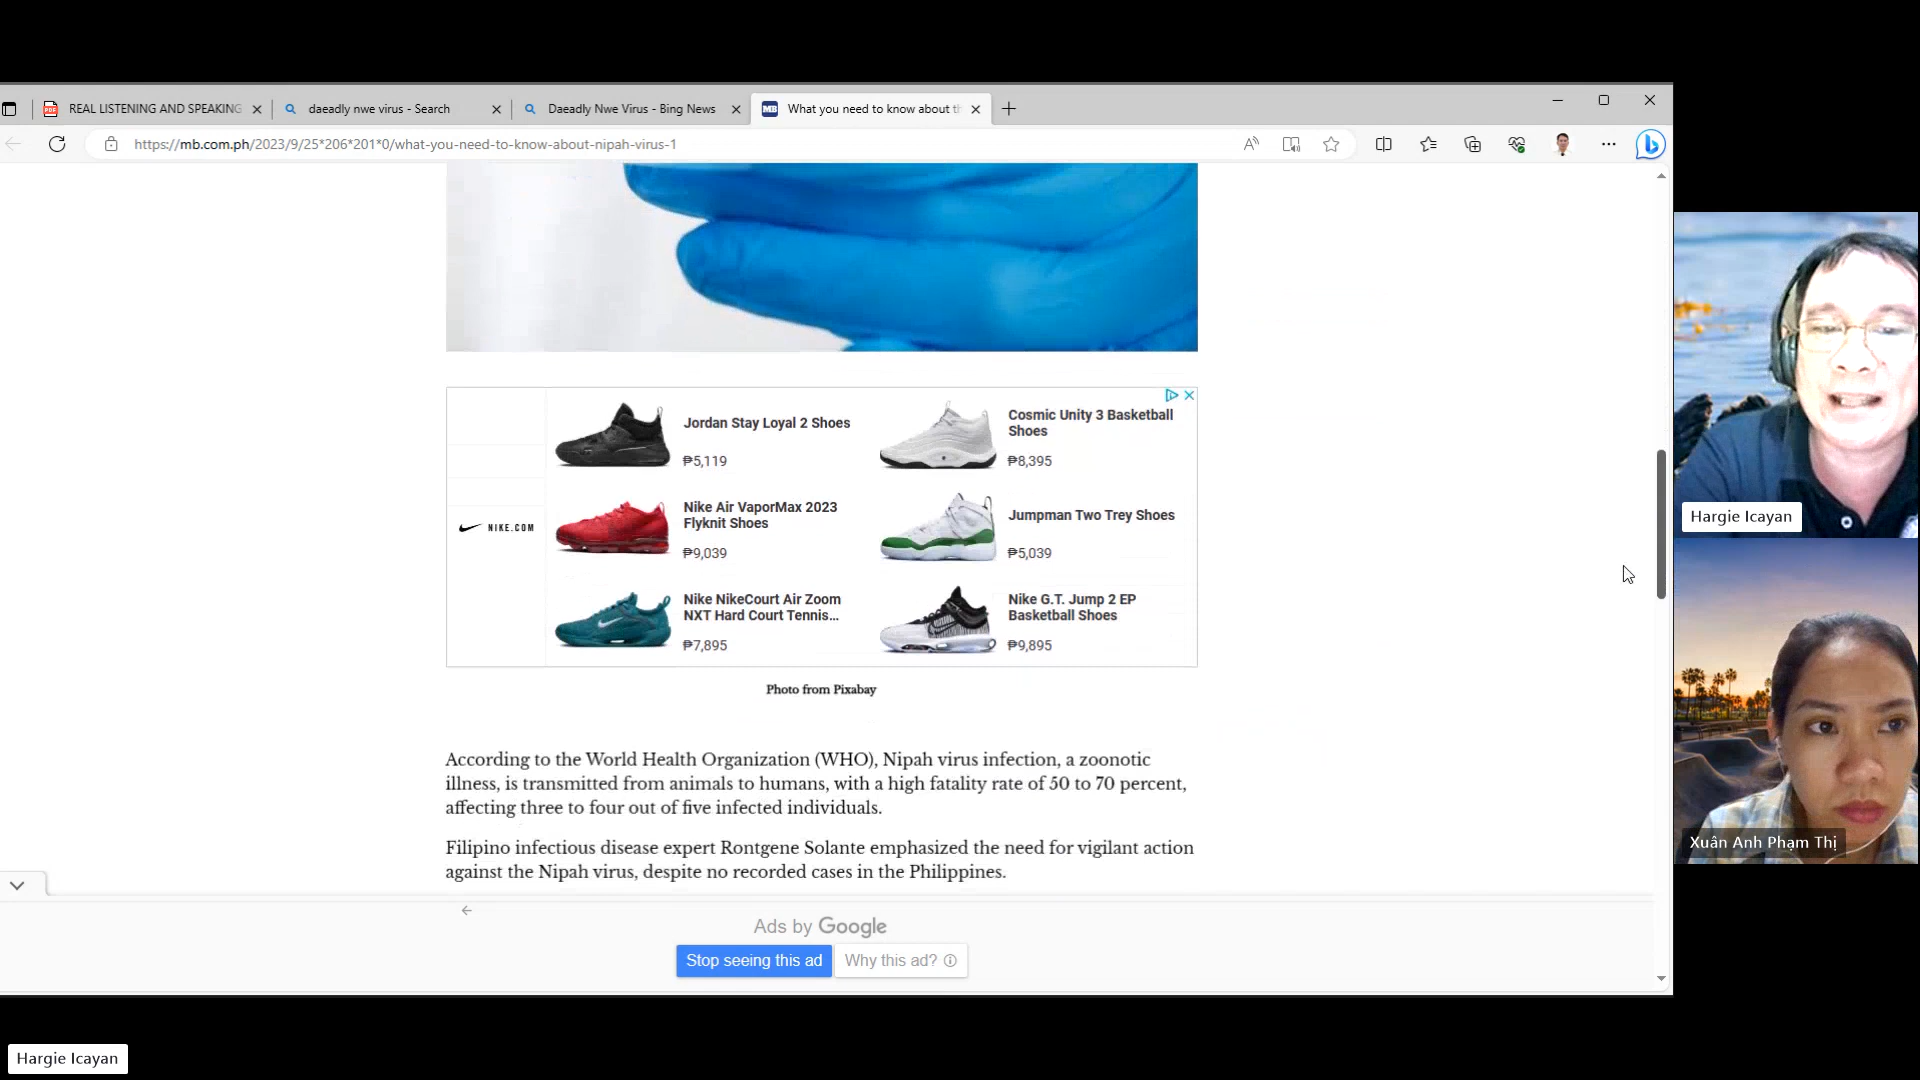 REAL LISTENING AND SPEAKING
daeadly nwe virus - Search
Daeadly Nwe Virus - Bing News
MB
What you need to know about th
https://mb.com.ph/2023/9/25*206*201*0/what-you-need-to-know-about-nipah-virus-1
Jordan Stay Loyal 2 Shoes
₱5,119
Cosmic Unity 3 Basketball
Shoes
₱8,395
NIKE.COM
Nike Air VaporMax 2023
Flyknit Shoes
₱9,039
Jumpman Two Trey Shoes
₱5,039
Nike NikeCourt Air Zoom
NXT Hard Court Tennis...
₱7,895
Nike G.T. Jump 2 EP
Basketball Shoes
₱9,895
Photo from Pixabay
According to the World Health Organization (WHO), Nipah virus infection, a zoonotic
illness, is transmitted from animals to humans, with a high fatality rate of 50 to 70 percent,
affecting three to four out of five infected individuals.
Filipino infectious disease expert Rontgene Solante emphasized the need for vigilant action
against the Nipah virus, despite no recorded cases in the Philippines.
Ads by Google
Stop seeing this ad
Why this ad?
Hargie Icayan
Xuân Anh Phạm Thị
Hargie Icayan